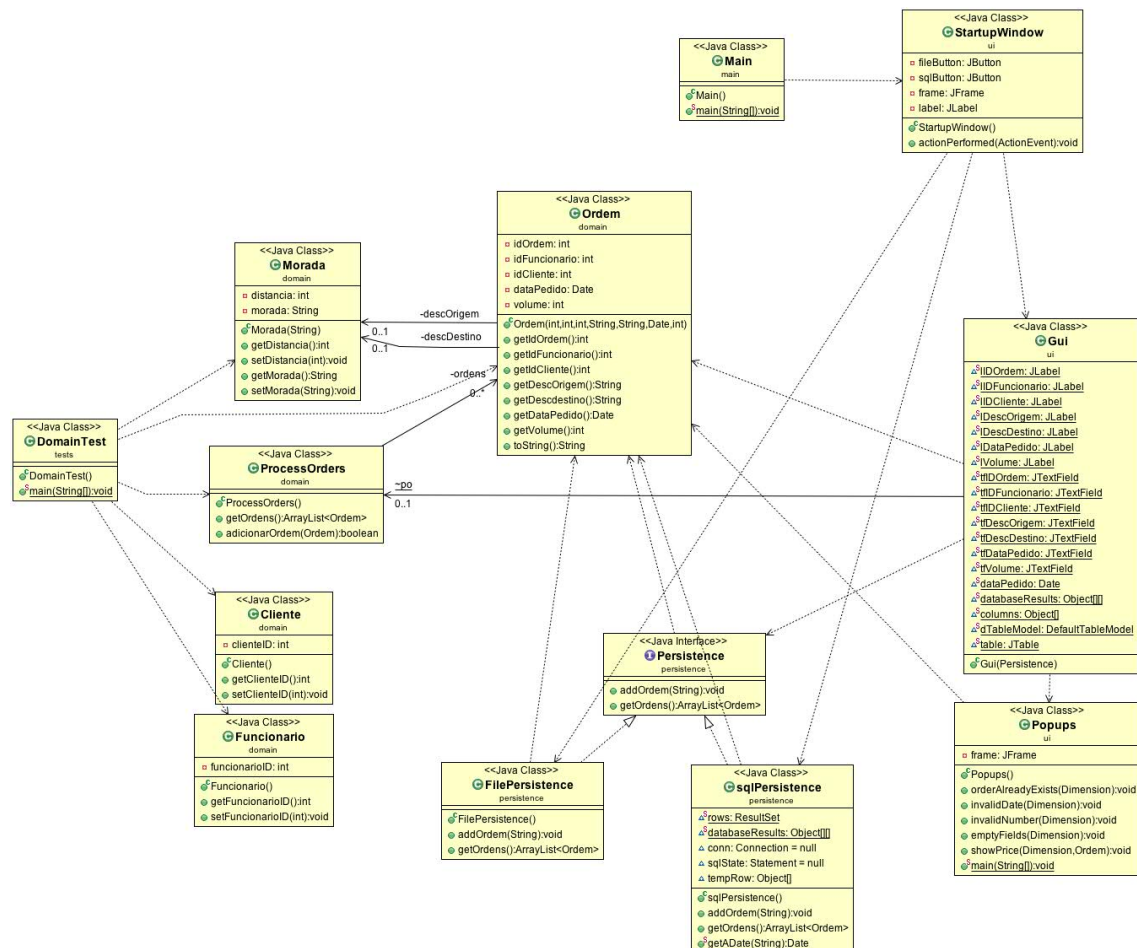 <<Java Class>>
StartupWindow
ui
fileButton: JButton
sqlButton: JButton
frame: JFrame
label: JLabel
StartupWindow()
actionPerformed(ActionEvent):void
<<Java Class>>
Main
main
Main()
main(String[]):void
<<Java Class>>
Ordem
domain
idOrdem: int
idFuncionario: int
idCliente: int
dataPedido: Date
volume: int
Ordem(int,int,int,String,String,Date,int)
getIdOrdem():int
getIdFuncionario():int
getIdCliente():int
getDescOrigem():String
getDescdestino():String
getDataPedido():Date
getVolume():int
toString():String
<<Java Class>>
Morada
domain
distancia: int
morada: String
Morada(String)
getDistancia():int
setDistancia(int):void
getMorada():String
setMorada(String):void
-descOrigem
0..1
-descDestino
0..1
-ordens
0..*
<<Java Class>>
Gui
ui
lIDOrdem: JLabel
lIDFuncionario: JLabel
lIDCliente: JLabel
lDescOrigem: JLabel
lDescDestino: JLabel
lDataPedido: JLabel
lVolume: JLabel
tfIDOrdem: JTextField
tfIDFuncionario: JTextField
tfIDCliente: JTextField
tfDescOrigem: JTextField
tfDescDestino: JTextField
tfDataPedido: JTextField
tfVolume: JTextField
dataPedido: Date
databaseResults: Object[][]
columns: Object[]
dTableModel: DefaultTableModel
table: JTable
Gui(Persistence)
<<Java Class>>
DomainTest
tests
DomainTest()
main(String[]):void
<<Java Class>>
ProcessOrders
domain
ProcessOrders()
getOrdens():ArrayList<Ordem>
adicionarOrdem(Ordem):boolean
~po
0..1
<<Java Class>>
Cliente
domain
clienteID: int
Cliente()
getClienteID():int
setClienteID(int):void
<<Java Class>>
Funcionario
domain
funcionarioID: int
Funcionario()
getFuncionarioID():int
setFuncionarioID(int):void
<<Java Interface>>
Persistence
persistence
addOrdem(String):void
getOrdens():ArrayList<Ordem>
<<Java Class>>
FilePersistence
persistence
FilePersistence()
addOrdem(String):void
getOrdens():ArrayList<Ordem>
<<Java Class>>
sqlPersistence
persistence
rows: ResultSet
databaseResults: Object[][]
conn: Connection = null
sqlState: Statement = null
tempRow: Object[]
sqlPersistence()
addOrdem(String):void
getOrdens():ArrayList<Ordem>
getADate(String):Date
<<Java Class>>
Popups
ui
frame: JFrame
Popups()
orderAlreadyExists(Dimension):void
invalidDate(Dimension):void
invalidNumber(Dimension):void
emptyFields(Dimension):void
showPrice(Dimension,Ordem):void
main(String[]):void